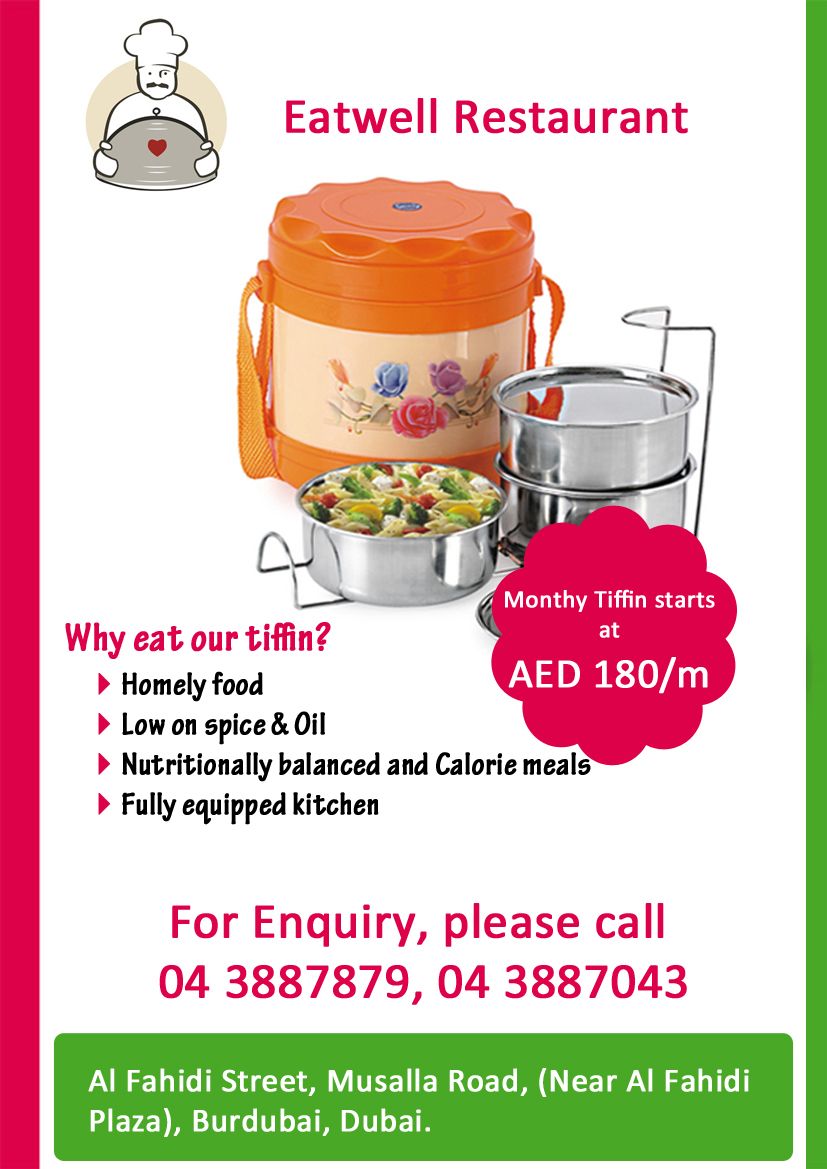 Eatwell Restaurant
Monthy Tiffin starts
at
AED 180/m
Why eat our tiffin?
Homely food
Low on spice & Oil
Nutritionally balanced and Calorie meals
Fully equipped kitchen
For Enquiry, please call
04 3887879, 04 3887043
Al Fahidi Street, Musalla Road, (Near Al Fahidi
Plaza), Burdubai, Dubai.